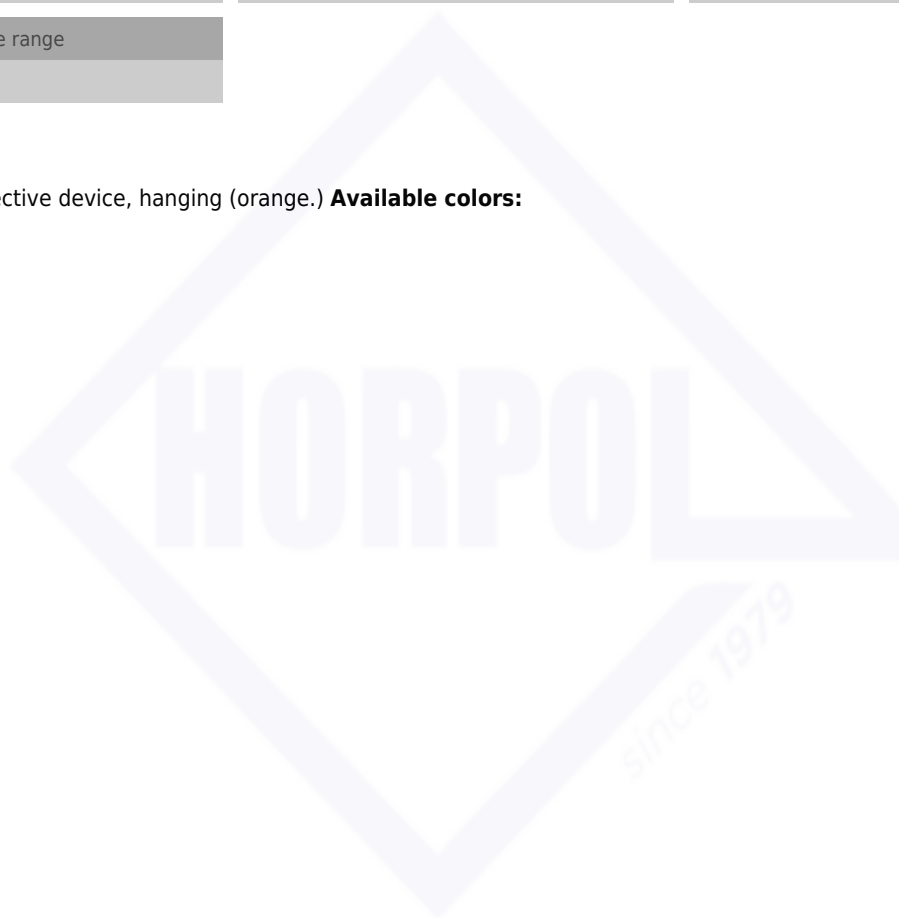 e range
ective device, hanging (orange.) Available colors:
HORPOL
since 1979